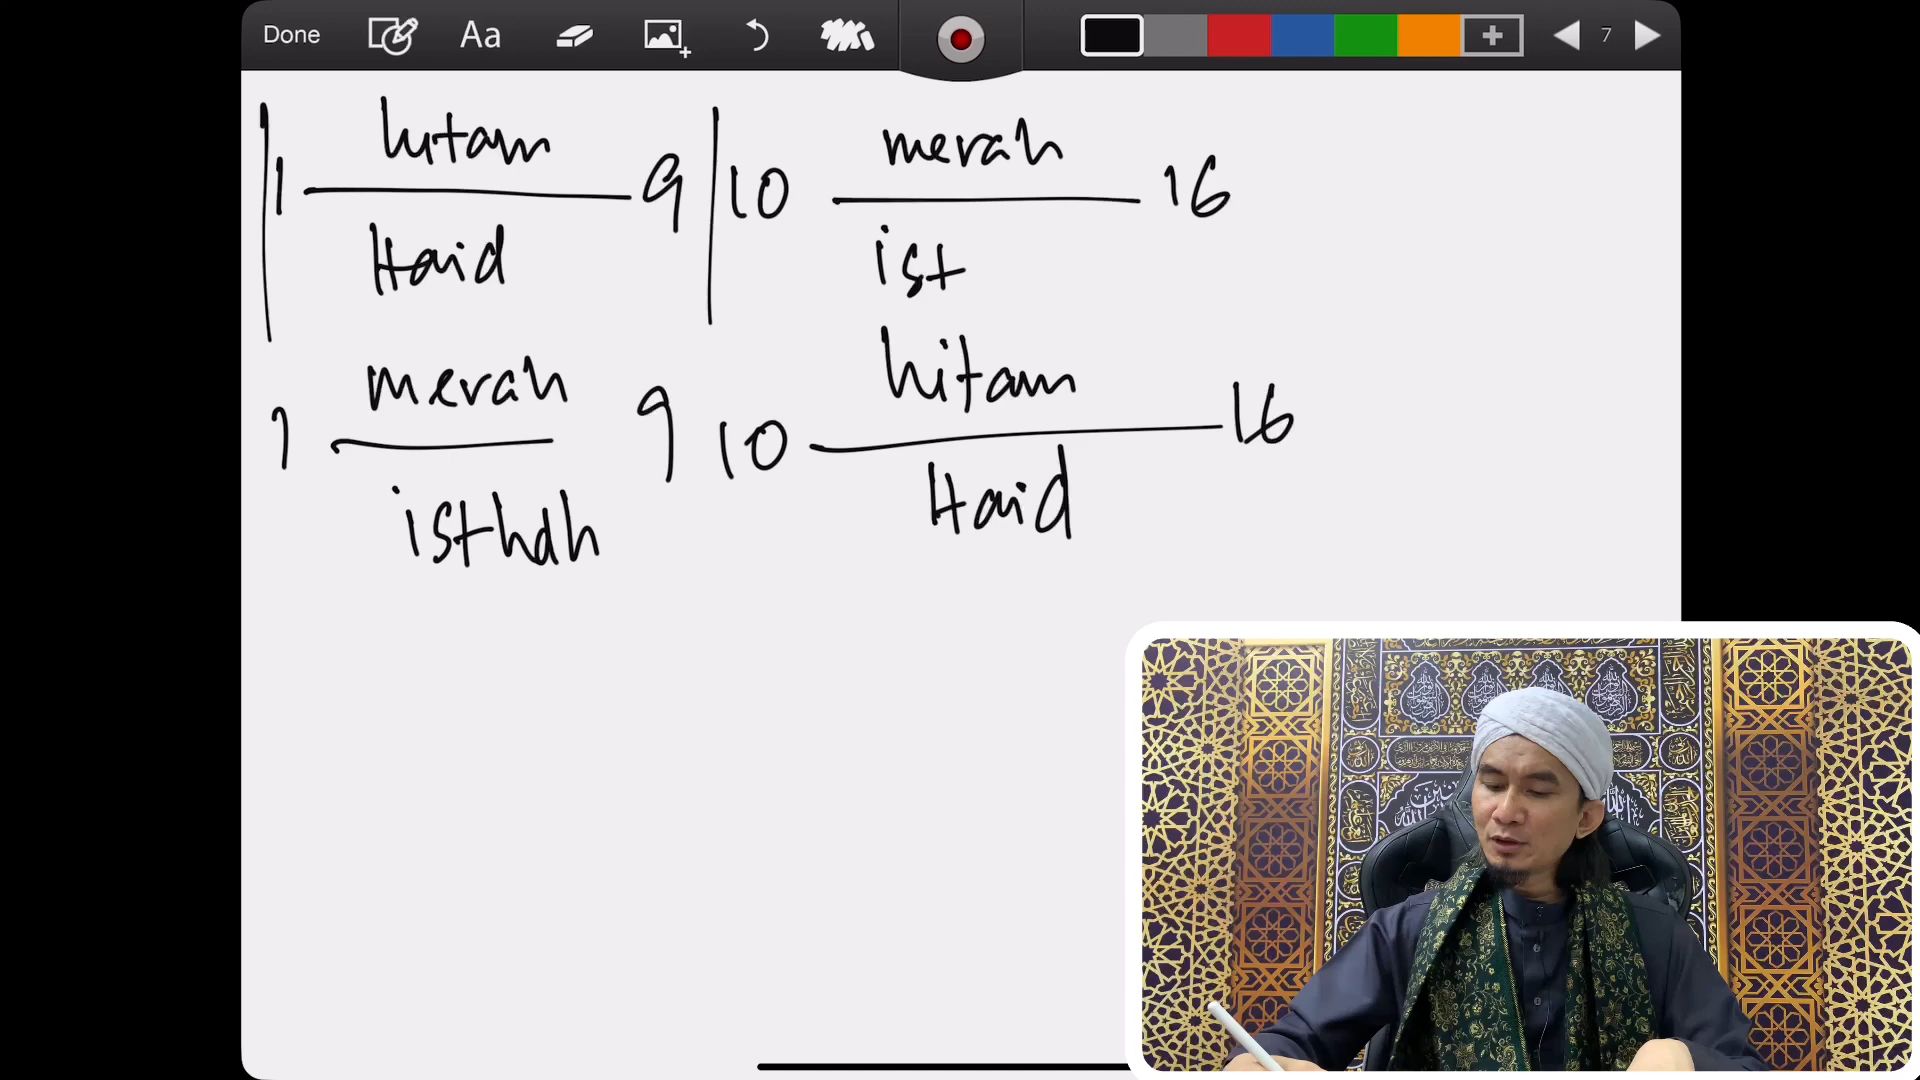 Done Aa 7
hitam merah
1 9 10 16
Haid ist
merah hitam
1 9 10 16
isthdh Haid